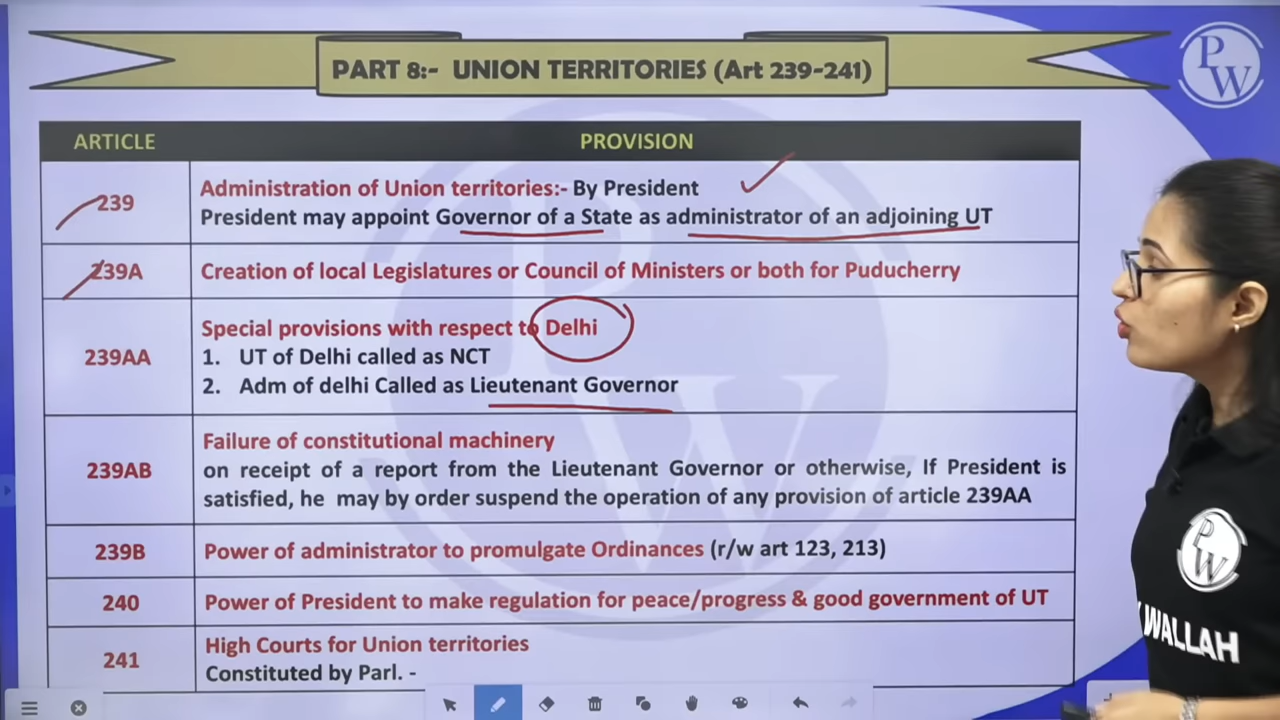 PART 8:- UNION TERRITORIES (Art 239-241)
PW
ARTICLE PROVISION
239 Administration of Union territories:- By President
President may appoint Governor of a State as administrator of an adjoining UT
239A Creation of local Legislatures or Council of Ministers or both for Puducherry
239AA Special provisions with respect to Delhi
1. UT of Delhi called as NCT
2. Adm of delhi Called as Lieutenant Governor
239AB Failure of constitutional machinery
on receipt of a report from the Lieutenant Governor or otherwise, If President is
satisfied, he may by order suspend the operation of any provision of article 239AA
239B Power of administrator to promulgate Ordinances (r/w art 123, 213)
240 Power of President to make regulation for peace/progress & good government of UT
241 High Courts for Union territories
Constituted by Parl. -
PW
WALLAH